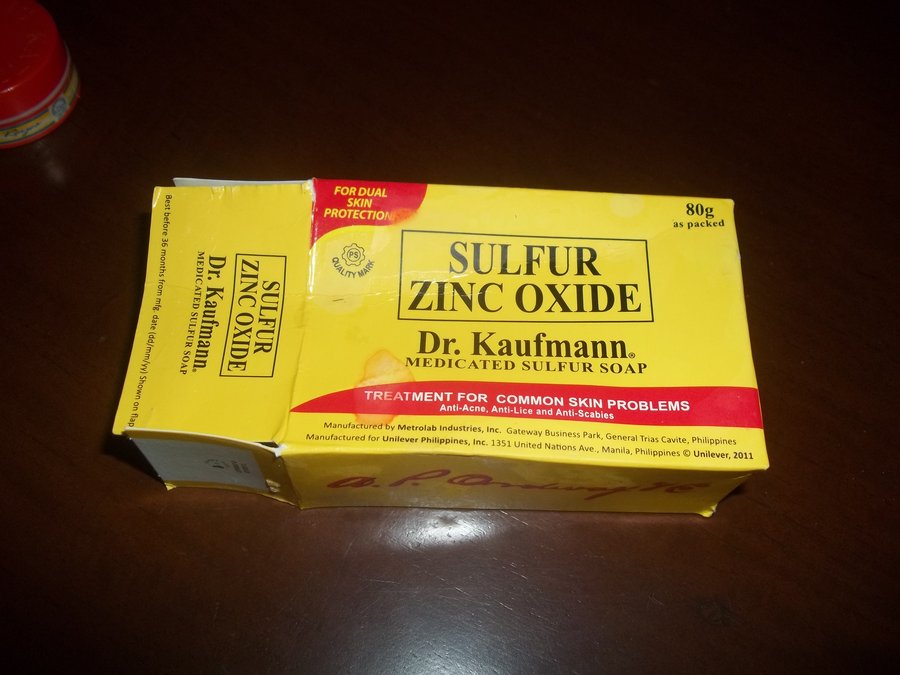 FOR DUAL
SKIN
PROTECTION
80g
as packed
PS
QUALITY MARK
SULFUR
ZINC OXIDE
Dr. Kaufmann®
MEDICATED SULFUR SOAP
TREATMENT FOR COMMON SKIN PROBLEMS
Anti-Acne, Anti-Lice and Anti-Scabies
Manufactured by Metrolab Industries, Inc. Gateway Business Park, General Trias Cavite, Philippines
Manufactured for Unilever Philippines, Inc. 1351 United Nations Ave., Manila, Philippines © Unilever, 2011
SULFUR
ZINC OXIDE
Dr. Kaufmann®
MEDICATED SULFUR SOAP
Best before 36 months from mfg. date (dd/mm/yy) Shown on flap